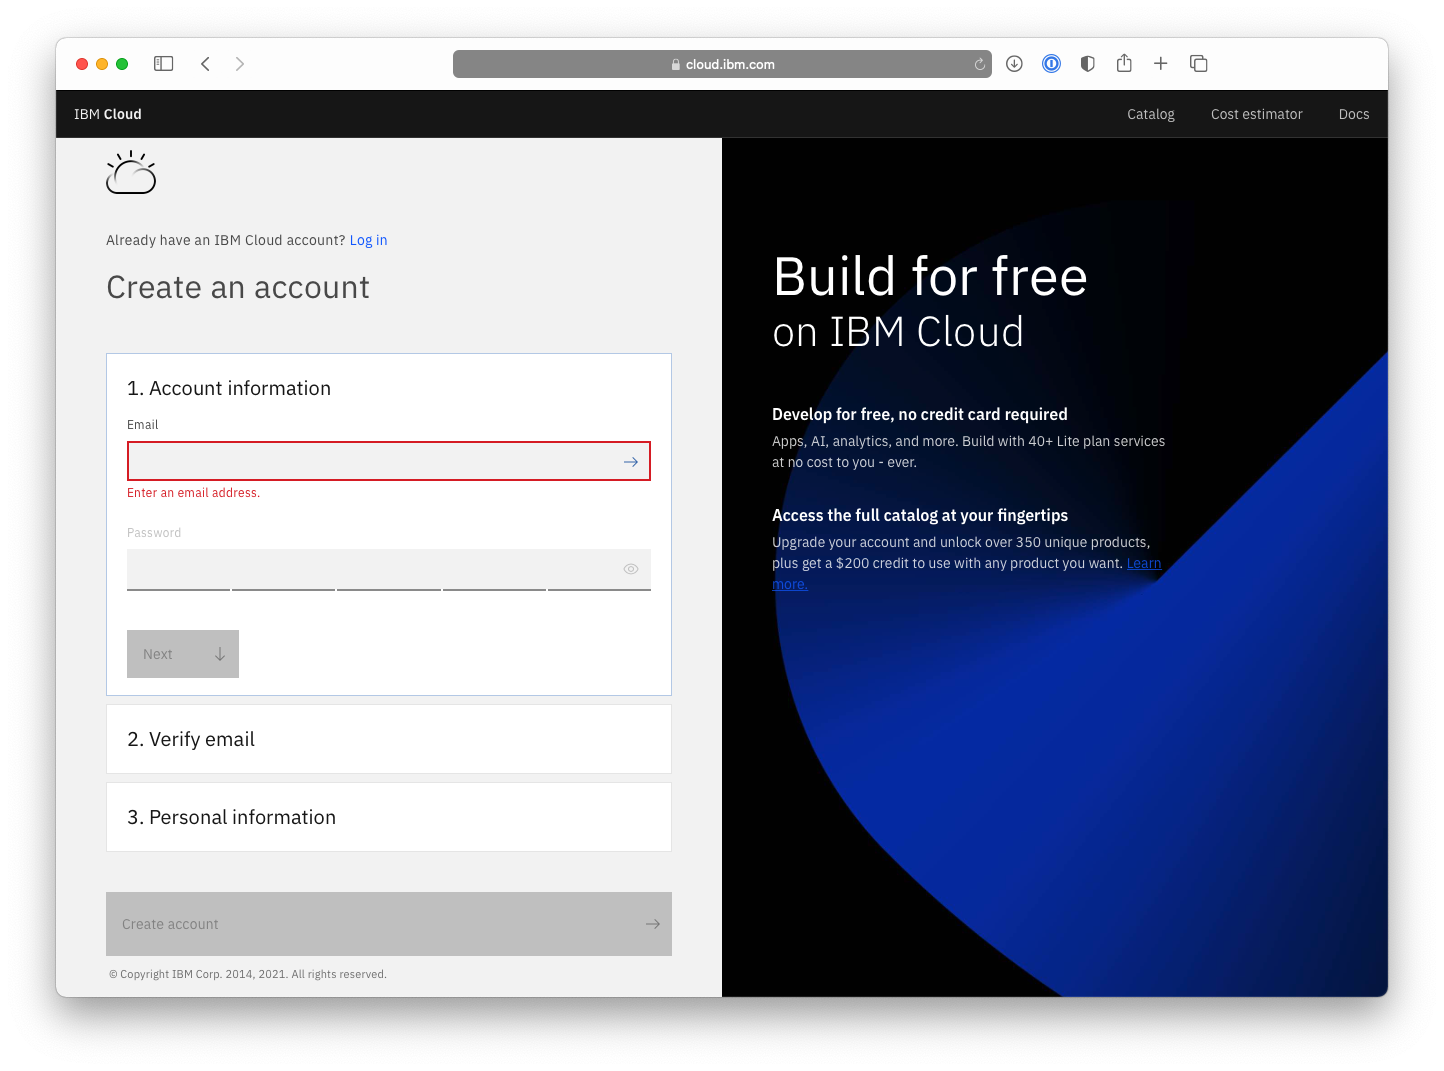 cloud.ibm.com
IBM Cloud
Catalog
Cost estimator
Docs
Already have an IBM Cloud account? Log in
Create an account
1. Account information
Email
Enter an email address.
Password
Next
2. Verify email
3. Personal information
Create account
© Copyright IBM Corp. 2014, 2021. All rights reserved.
Build for free
on IBM Cloud
Develop for free, no credit card required
Apps, AI, analytics, and more. Build with 40+ Lite plan services
at no cost to you - ever.
Access the full catalog at your fingertips
Upgrade your account and unlock over 350 unique products,
plus get a $200 credit to use with any product you want. Learn
more.